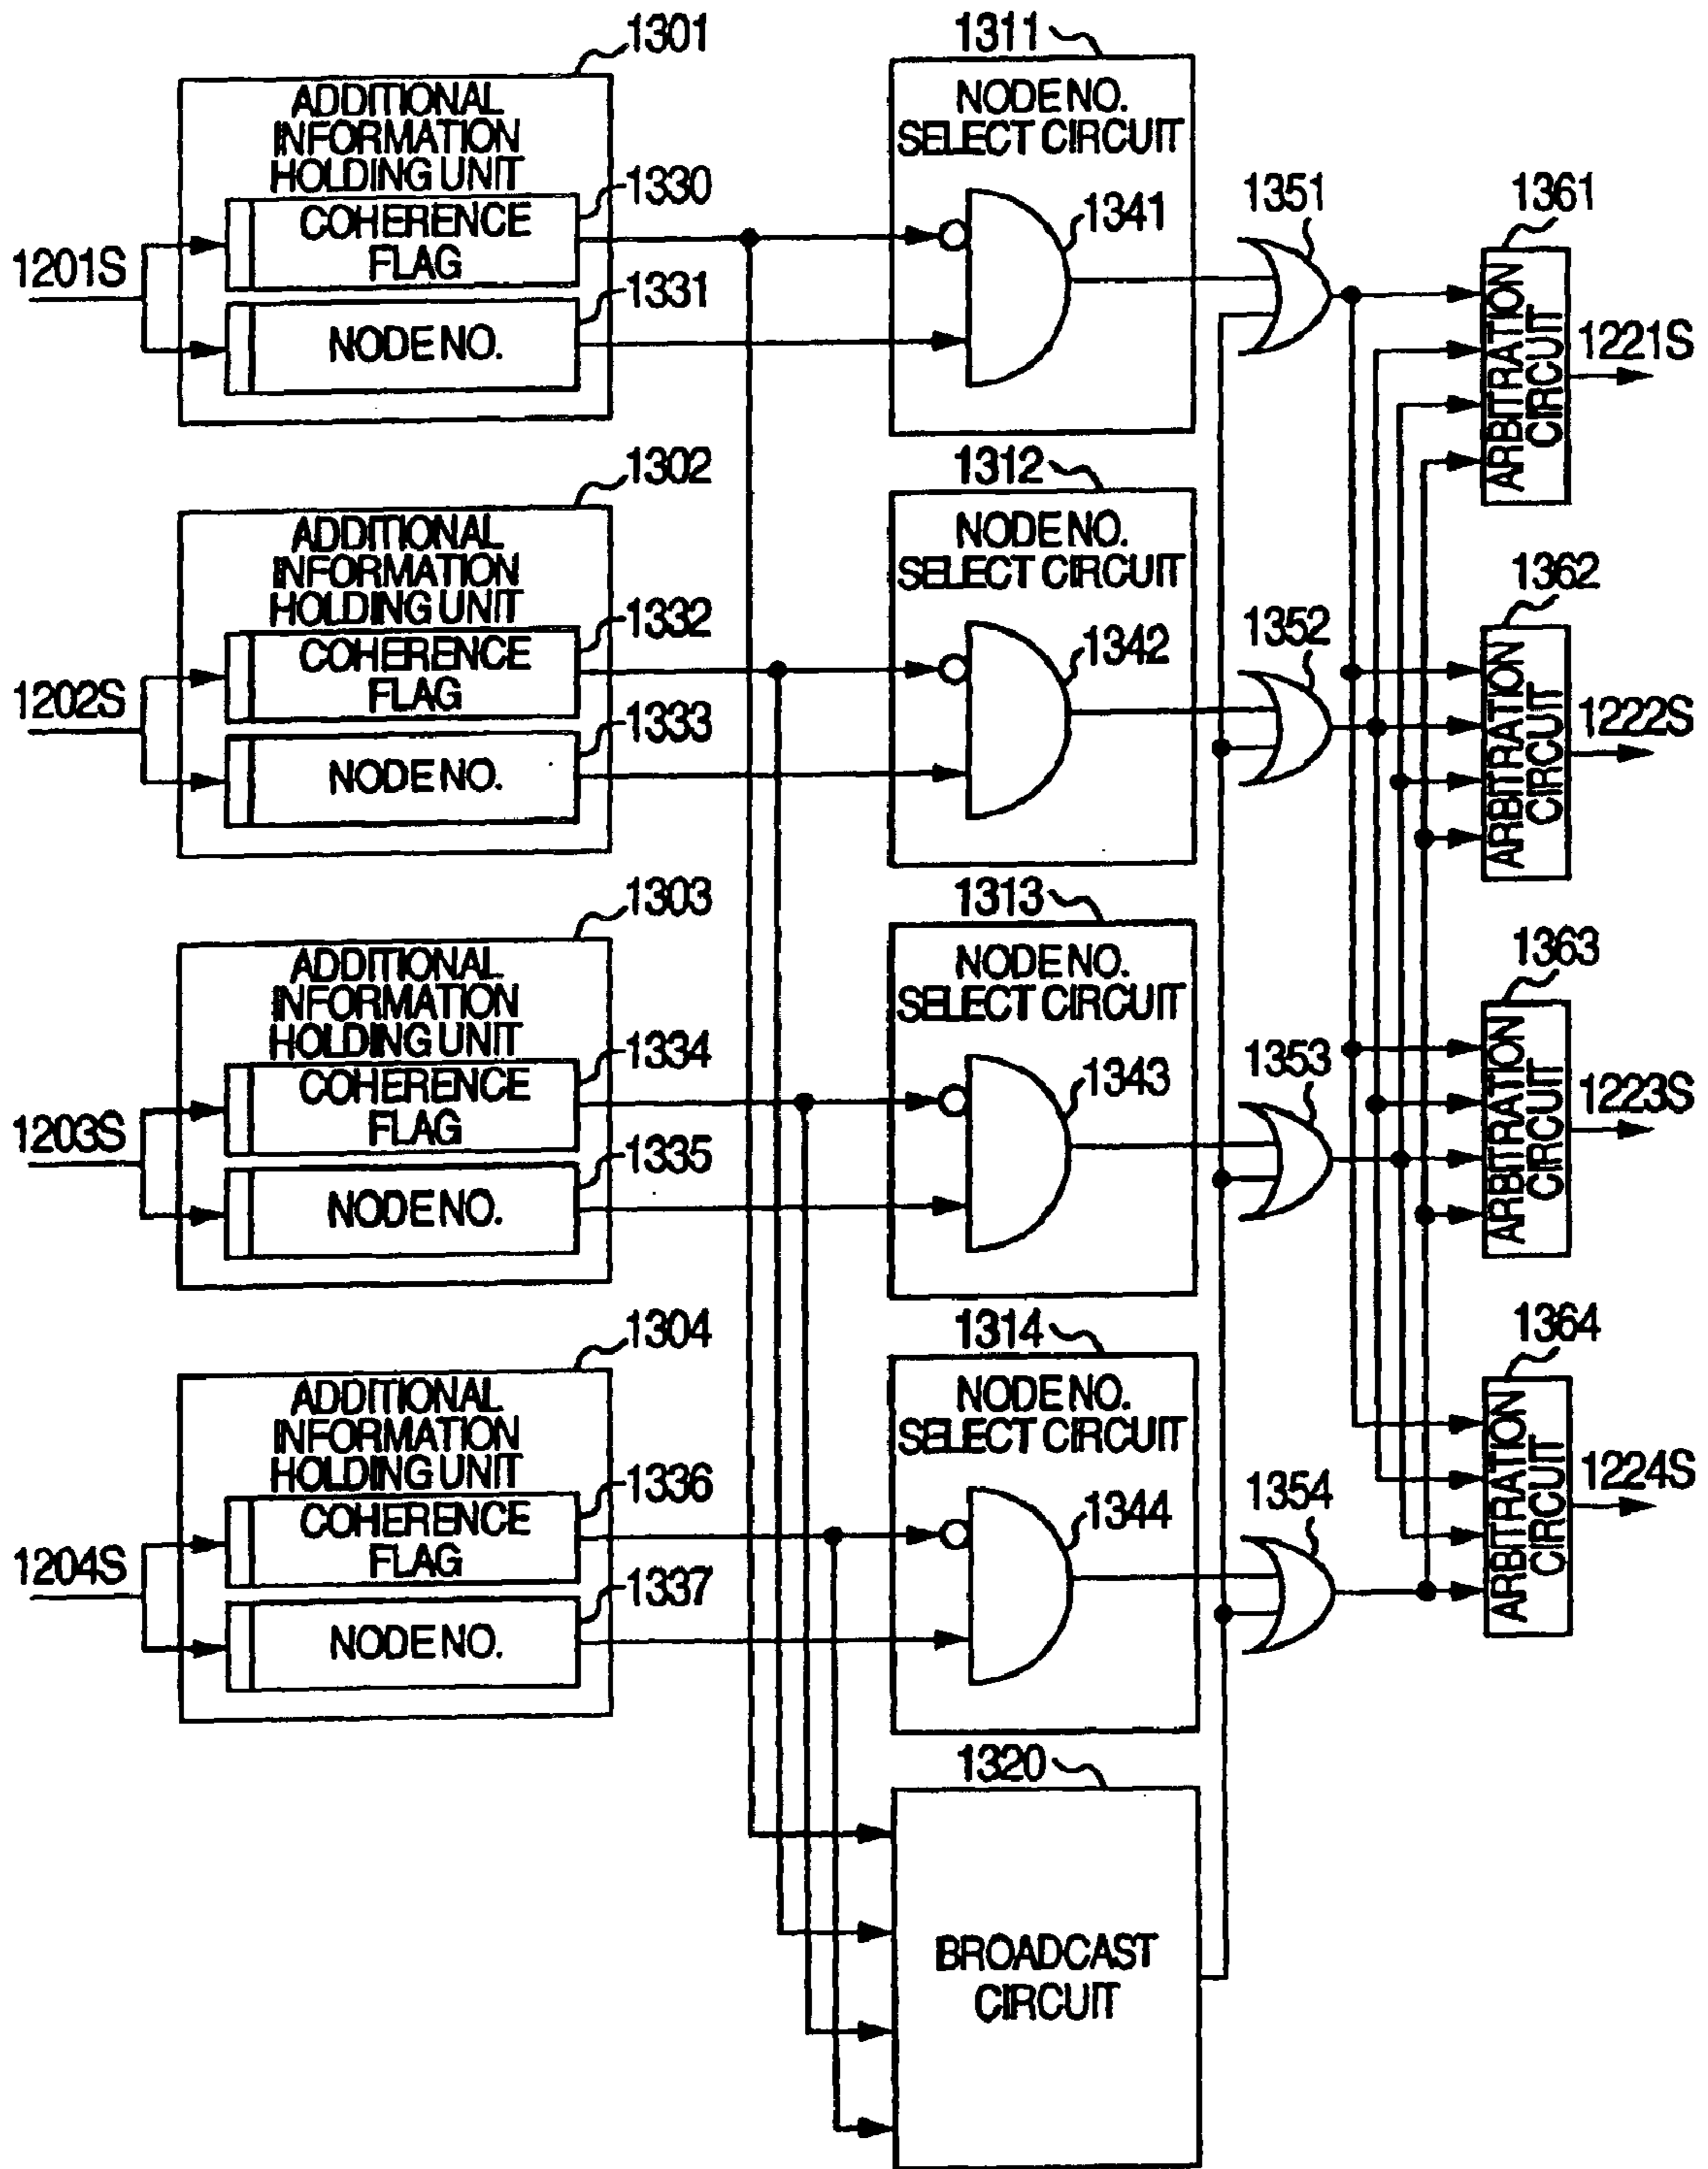 1301
ADDITIONAL
INFORMATION
HOLDING UNIT
1330
COHERENCE
FLAG
1201S
1331
NODE NO.
1311
NODE NO.
SELECT CIRCUIT
1341
1351
1361
ARBITRATION
CIRCUIT
1221S
1302
ADDITIONAL
INFORMATION
HOLDING UNIT
1332
COHERENCE
FLAG
1202S
1333
NODE NO.
1312
NODE NO.
SELECT CIRCUIT
1342
1352
1362
ARBITRATION
CIRCUIT
1222S
1303
ADDITIONAL
INFORMATION
HOLDING UNIT
1334
COHERENCE
FLAG
1203S
1335
NODE NO.
1313
NODE NO.
SELECT CIRCUIT
1343
1353
1363
ARBITRATION
CIRCUIT
1223S
1304
ADDITIONAL
INFORMATION
HOLDING UNIT
1336
COHERENCE
FLAG
1204S
1337
NODE NO.
1314
NODE NO.
SELECT CIRCUIT
1344
1354
1364
ARBITRATION
CIRCUIT
1224S
1320
BROADCAST
CIRCUIT